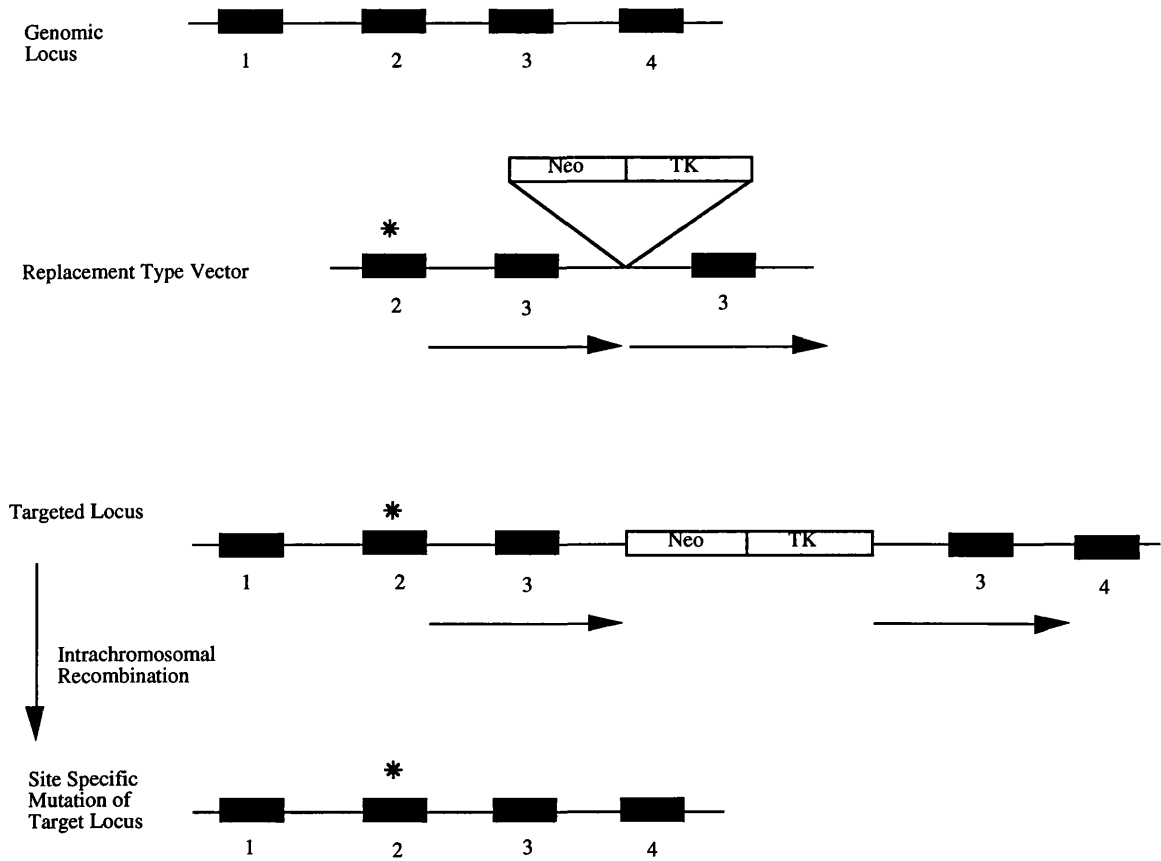 Genomic
Locus
1 2 3 4
Neo TK
*
Replacement Type Vector
2 3 3
Targeted Locus
*
Neo TK
1 2 3 3 4
Intrachromosomal
Recombination
*
Site Specific
Mutation of
Target Locus
1 2 3 4